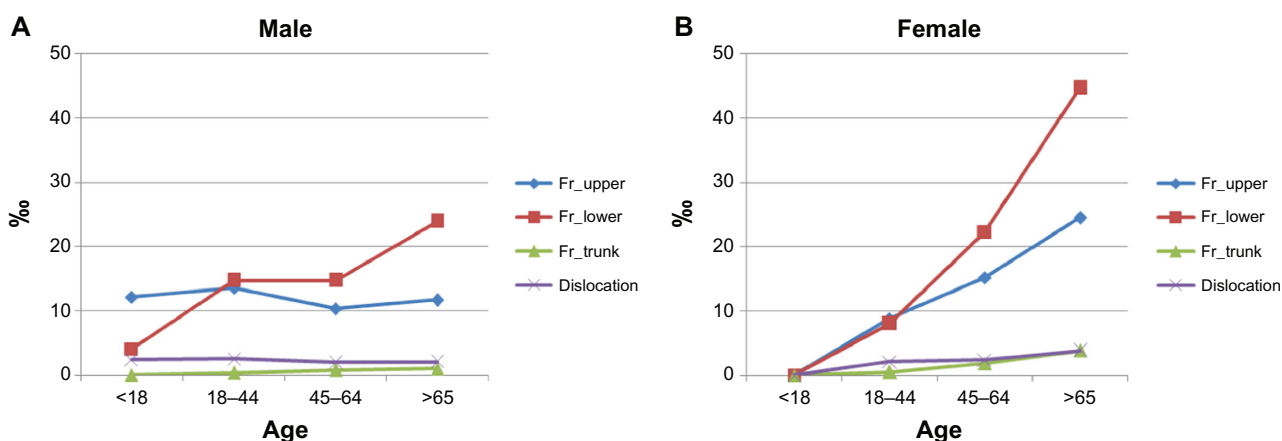 A
Male
50
40
30
20
10
0
‰
<18
18–44
45–64
>65
Age
Fr_upper
Fr_lower
Fr_trunk
Dislocation
B
Female
50
40
30
20
10
0
‰
<18
18–44
45–64
>65
Age
Fr_upper
Fr_lower
Fr_trunk
Dislocation